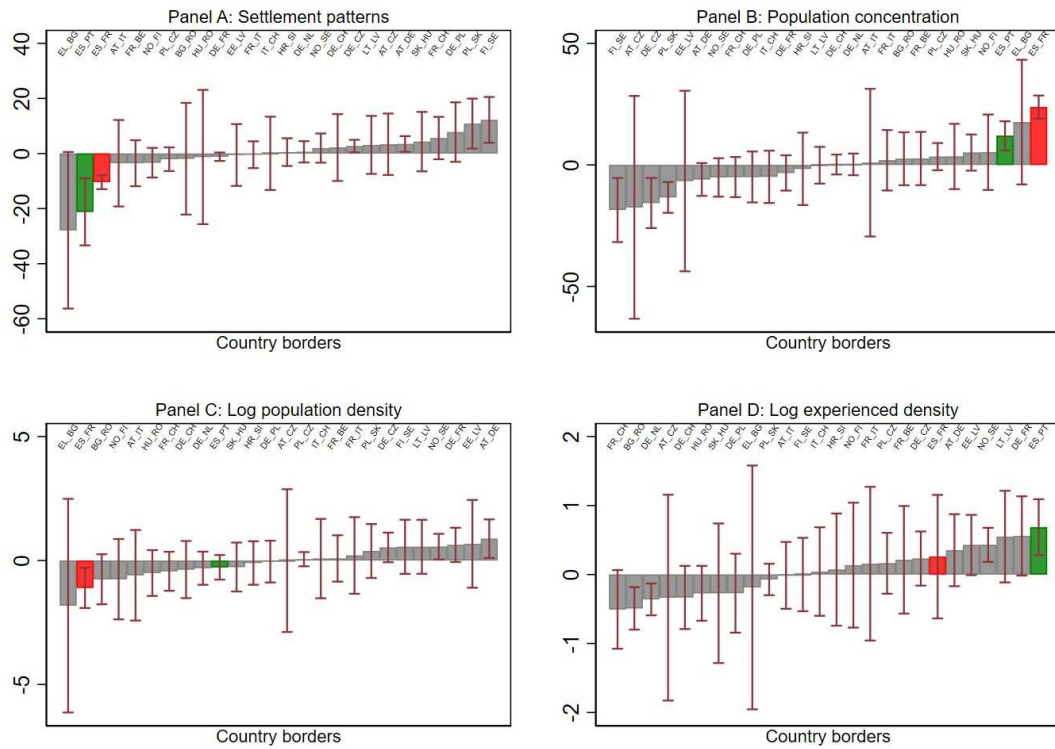 Panel A: Settlement patterns
EL_BG
ES_PT
ES_FR
AT_IT
FR_BE
NO_FI
PL_CZ
BG_RO
HU_RO
DE_FR
EE_LV
FR_IT
IT_CH
HR_SI
DE_NL
NO_SE
DE_CH
DE_CZ
LT_LV
AT_CZ
AT_DE
SK_HU
FR_CH
DE_PL
PL_SK
FI_SE
40
20
0
-20
-40
-60
Country borders
Panel B: Population concentration
FI_SE
AT_CZ
DE_CZ
PL_SK
EE_LV
AT_DE
NO_SE
FR_CH
DE_PL
IT_CH
DE_FR
HR_SI
LT_LV
DE_CH
DE_NL
AT_IT
FR_IT
FR_BE
PL_CZ
HU_RO
SK_HU
NO_FI
ES_PT
EL_BG
ES_FR
50
0
-50
Country borders
Panel C: Log population density
EL_BG
ES_FR
BG_RO
NO_FI
AT_IT
HU_RO
FR_CH
DE_CH
DE_NL
ES_PT
SK_HU
HR_SI
DE_PL
AT_CZ
PL_CZ
IT_CH
FR_BE
FR_IT
PL_SK
DE_CZ
FI_SE
LT_LV
NO_SE
DE_FR
EE_LV
AT_DE
5
0
-5
Country borders
Panel D: Log experienced density
FR_CH
BG_RO
DE_NL
AT_CZ
DE_CH
HU_RO
SK_HU
DE_PL
EL_BG
PL_SK
AT_IT
FI_SE
IT_CH
HR_SI
NO_FI
FR_IT
PL_CZ
FR_BE
DE_CZ
ES_FR
AT_DE
EE_LV
NO_SE
LT_LV
DE_FR
ES_PT
2
1
0
-1
-2
Country borders